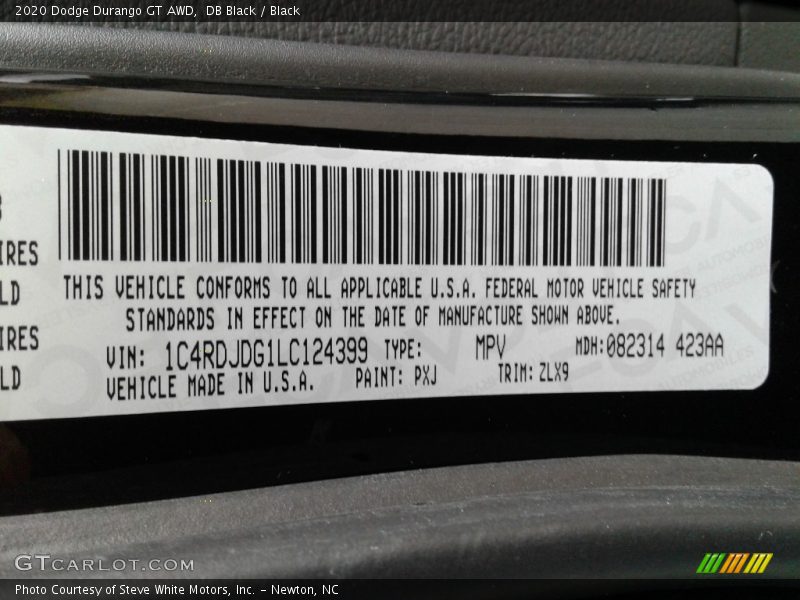 2020 Dodge Durango GT AWD, DB Black / Black
IRES
LD
IRES
LD
THIS VEHICLE CONFORMS TO ALL APPLICABLE U.S.A. FEDERAL MOTOR VEHICLE SAFETY
STANDARDS IN EFFECT ON THE DATE OF MANUFACTURE SHOWN ABOVE.
VIN: 1C4RDJDG1LC124399 TYPE: MPV MDH:082314 423AA
VEHICLE MADE IN U.S.A. PAINT: PXJ TRIM: ZLX9
GTCARLOT.COM
Photo Courtesy of Steve White Motors, Inc. – Newton, NC